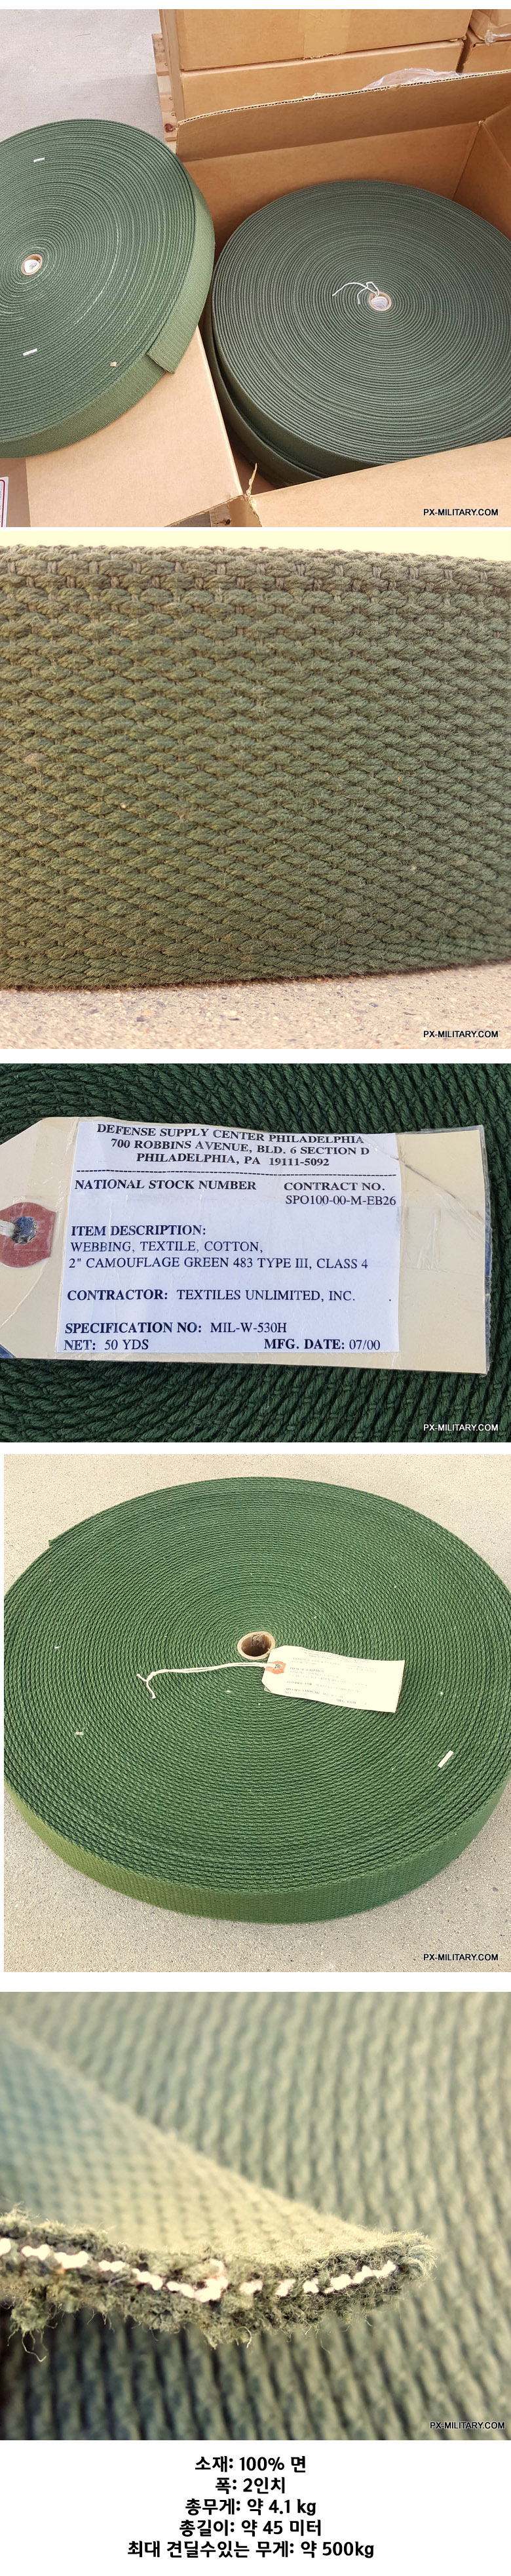 PX-MILITARY.COM
PX-MILITARY.COM
DEFENSE SUPPLY CENTER PHILADELPHIA
700 ROBBINS AVENUE, BLD. 6 SECTION D
PHILADELPHIA, PA 19111-5092
NATIONAL STOCK NUMBER CONTRACT NO.
SPO100-00-M-EB26
ITEM DESCRIPTION:
WEBBING, TEXTILE, COTTON,
2" CAMOUFLAGE GREEN 483 TYPE III, CLASS 4
CONTRACTOR: TEXTILES UNLIMITED, INC.
SPECIFICATION NO: MIL-W-530H
NET: 50 YDS MFG. DATE: 07/00
PX-MILITARY.COM
PX-MILITARY.COM
PX-MILITARY.COM
소재: 100% 면
폭: 2인치
총무게: 약 4.1 kg
총길이: 약 45 미터
최대 견딜수있는 무게: 약 500kg